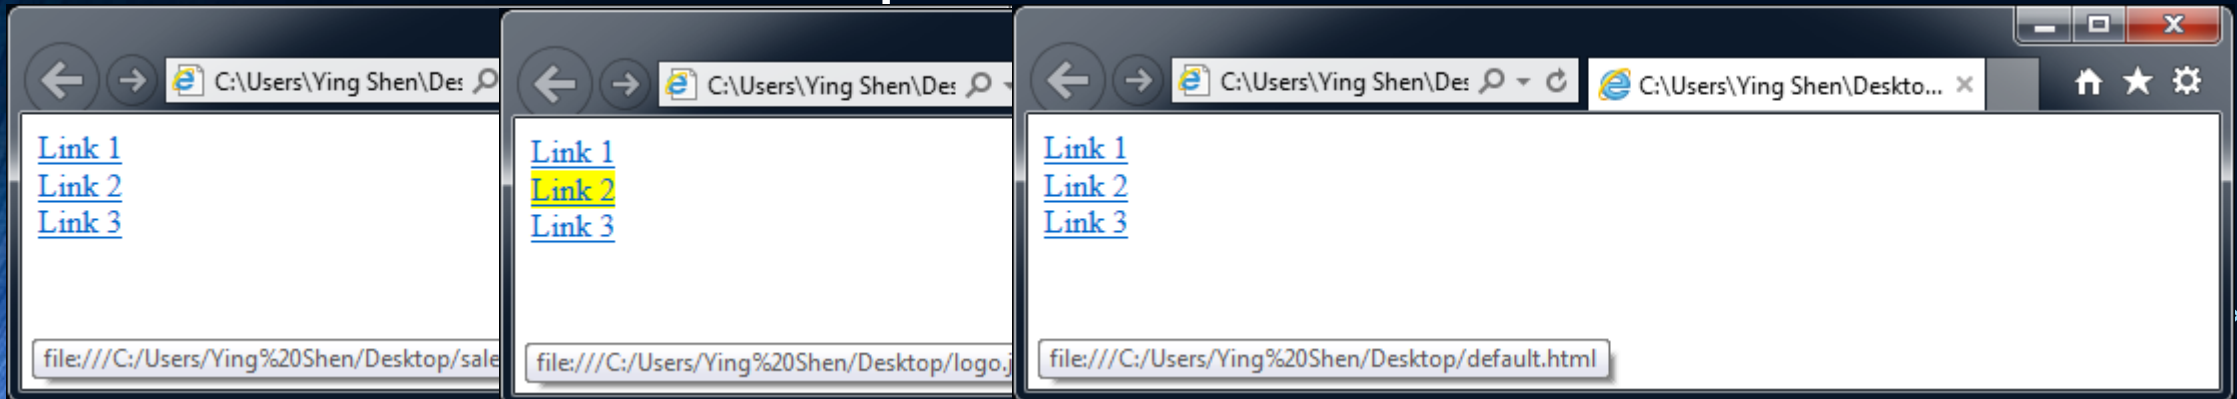 C:\Users\Ying Shen\Des
Link 1
Link 2
Link 3
file:///C:/Users/Ying%20Shen/Desktop/sale
C:\Users\Ying Shen\Des
Link 1
Link 2
Link 3
file:///C:/Users/Ying%20Shen/Desktop/logo.j
C:\Users\Ying Shen\Des
C:\Users\Ying Shen\Deskto...
Link 1
Link 2
Link 3
file:///C:/Users/Ying%20Shen/Desktop/default.html